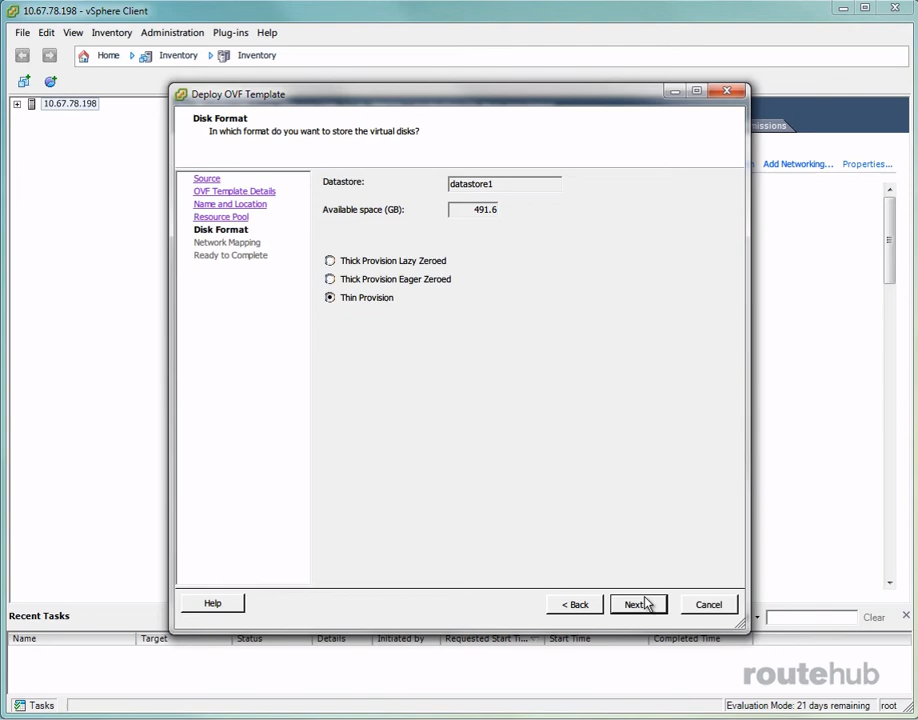 10.67.78.198 - vSphere Client
File Edit View Inventory Administration Plug-ins Help
Home Inventory Inventory
10.67.78.198
Deploy OVF Template
Disk Format
In which format do you want to store the virtual disks?
missions
Add Networking... Properties...
Source
OVF Template Details
Name and Location
Resource Pool
Disk Format
Network Mapping
Ready to Complete
Datastore: datastore1
Available space (GB): 491.6
Thick Provision Lazy Zeroed
Thick Provision Eager Zeroed
Thin Provision
Help < Back Next Cancel
Recent Tasks Clear
Name Target Status Details Initiated by Requested Start Ti... Start Time Completed Time
routehub
Tasks Evaluation Mode: 21 days remaining root